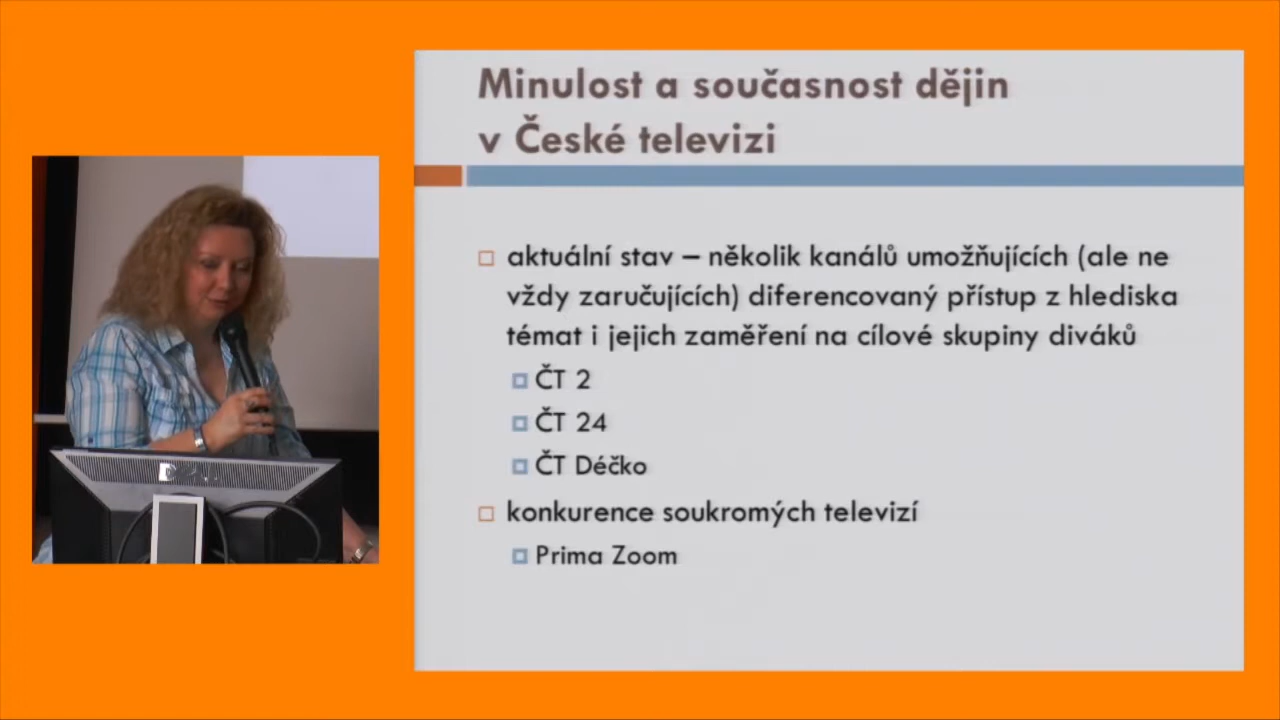 Minulost a současnost dějin
v České televizi
aktuální stav – několik kanálů umožňujících (ale ne
vždy zaručujících) diferencovaný přístup z hlediska
témat i jejich zaměření na cílové skupiny diváků
ČT 2
ČT 24
ČT Déčko
konkurence soukromých televizí
Prima Zoom